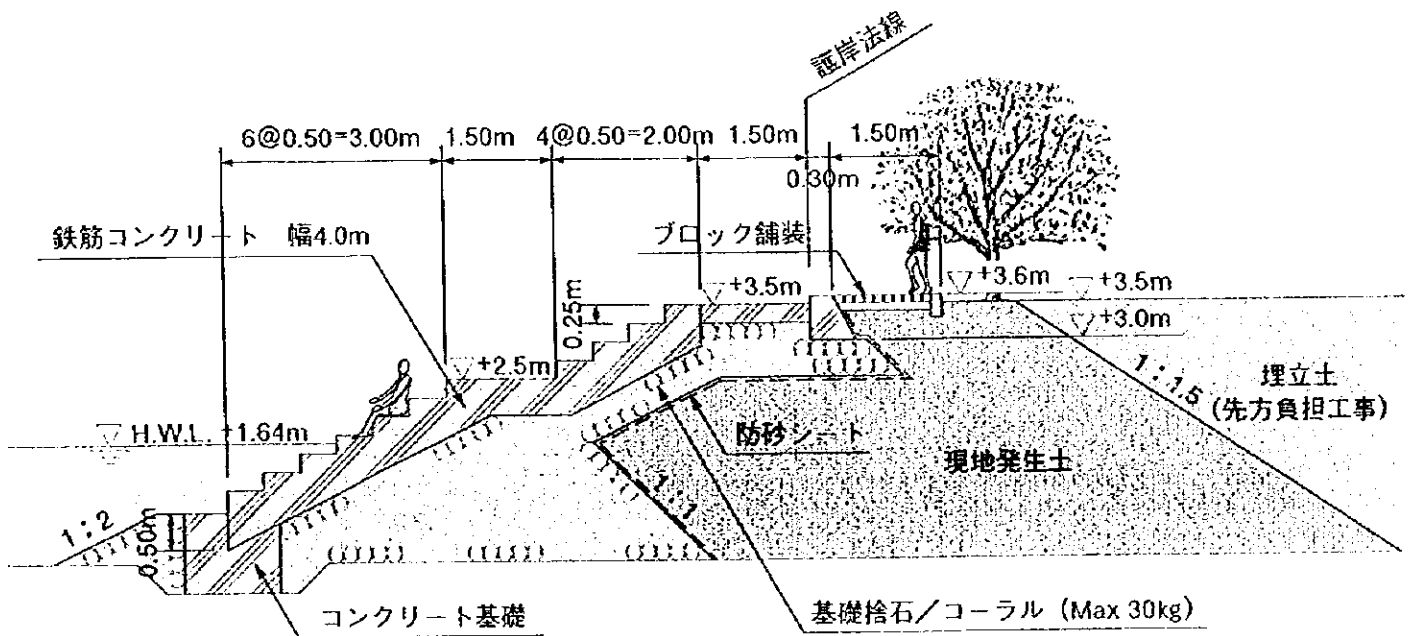 護岸法線
6@0.50=3.00m 1.50m 4@0.50=2.00m 1.50m 1.50m
0.30m
鉄筋コンクリート 幅4.0m
ブロック舗装
+3.5m
+3.6m
+3.5m
0.25m
+3.0m
+2.5m
1:1.5
埋立土
(先方負担工事)
H.W.L. +1.64m
防砂シート
現地発生土
1:1
1:2
0.50m
コンクリート基礎
基礎捨石/コーラル (Max 30kg)